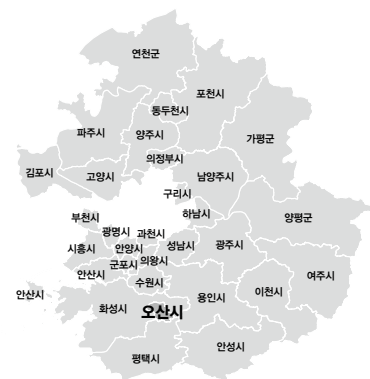 연천군
포천시
동두천시
파주시
양주시
가평군
의정부시
김포시
고양시
남양주시
구리시
하남시
양평군
부천시
광명시
과천시
시흥시
안양시
성남시
광주시
군포시
의왕시
안산시
수원시
여주시
안산시
용인시
이천시
화성시
오산시
평택시
안성시